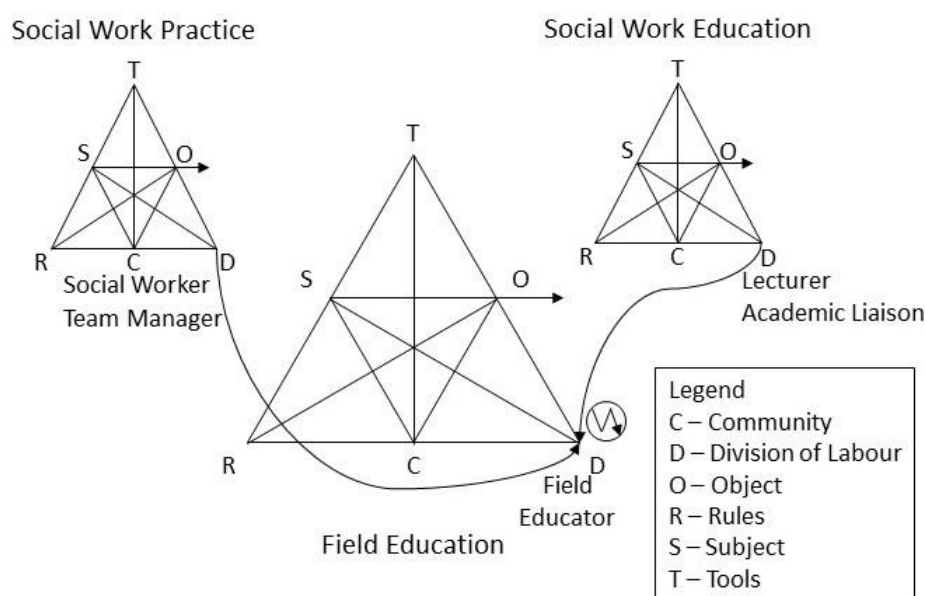 Social Work Practice
T
S
O
R
C
D
Social Worker
Team Manager
Social Work Education
T
S
O
R
C
D
Lecturer
Academic Liaison
T
S
O
R
C
D
Field
Educator
Field Education
Legend
C – Community
D – Division of Labour
O – Object
R – Rules
S – Subject
T – Tools